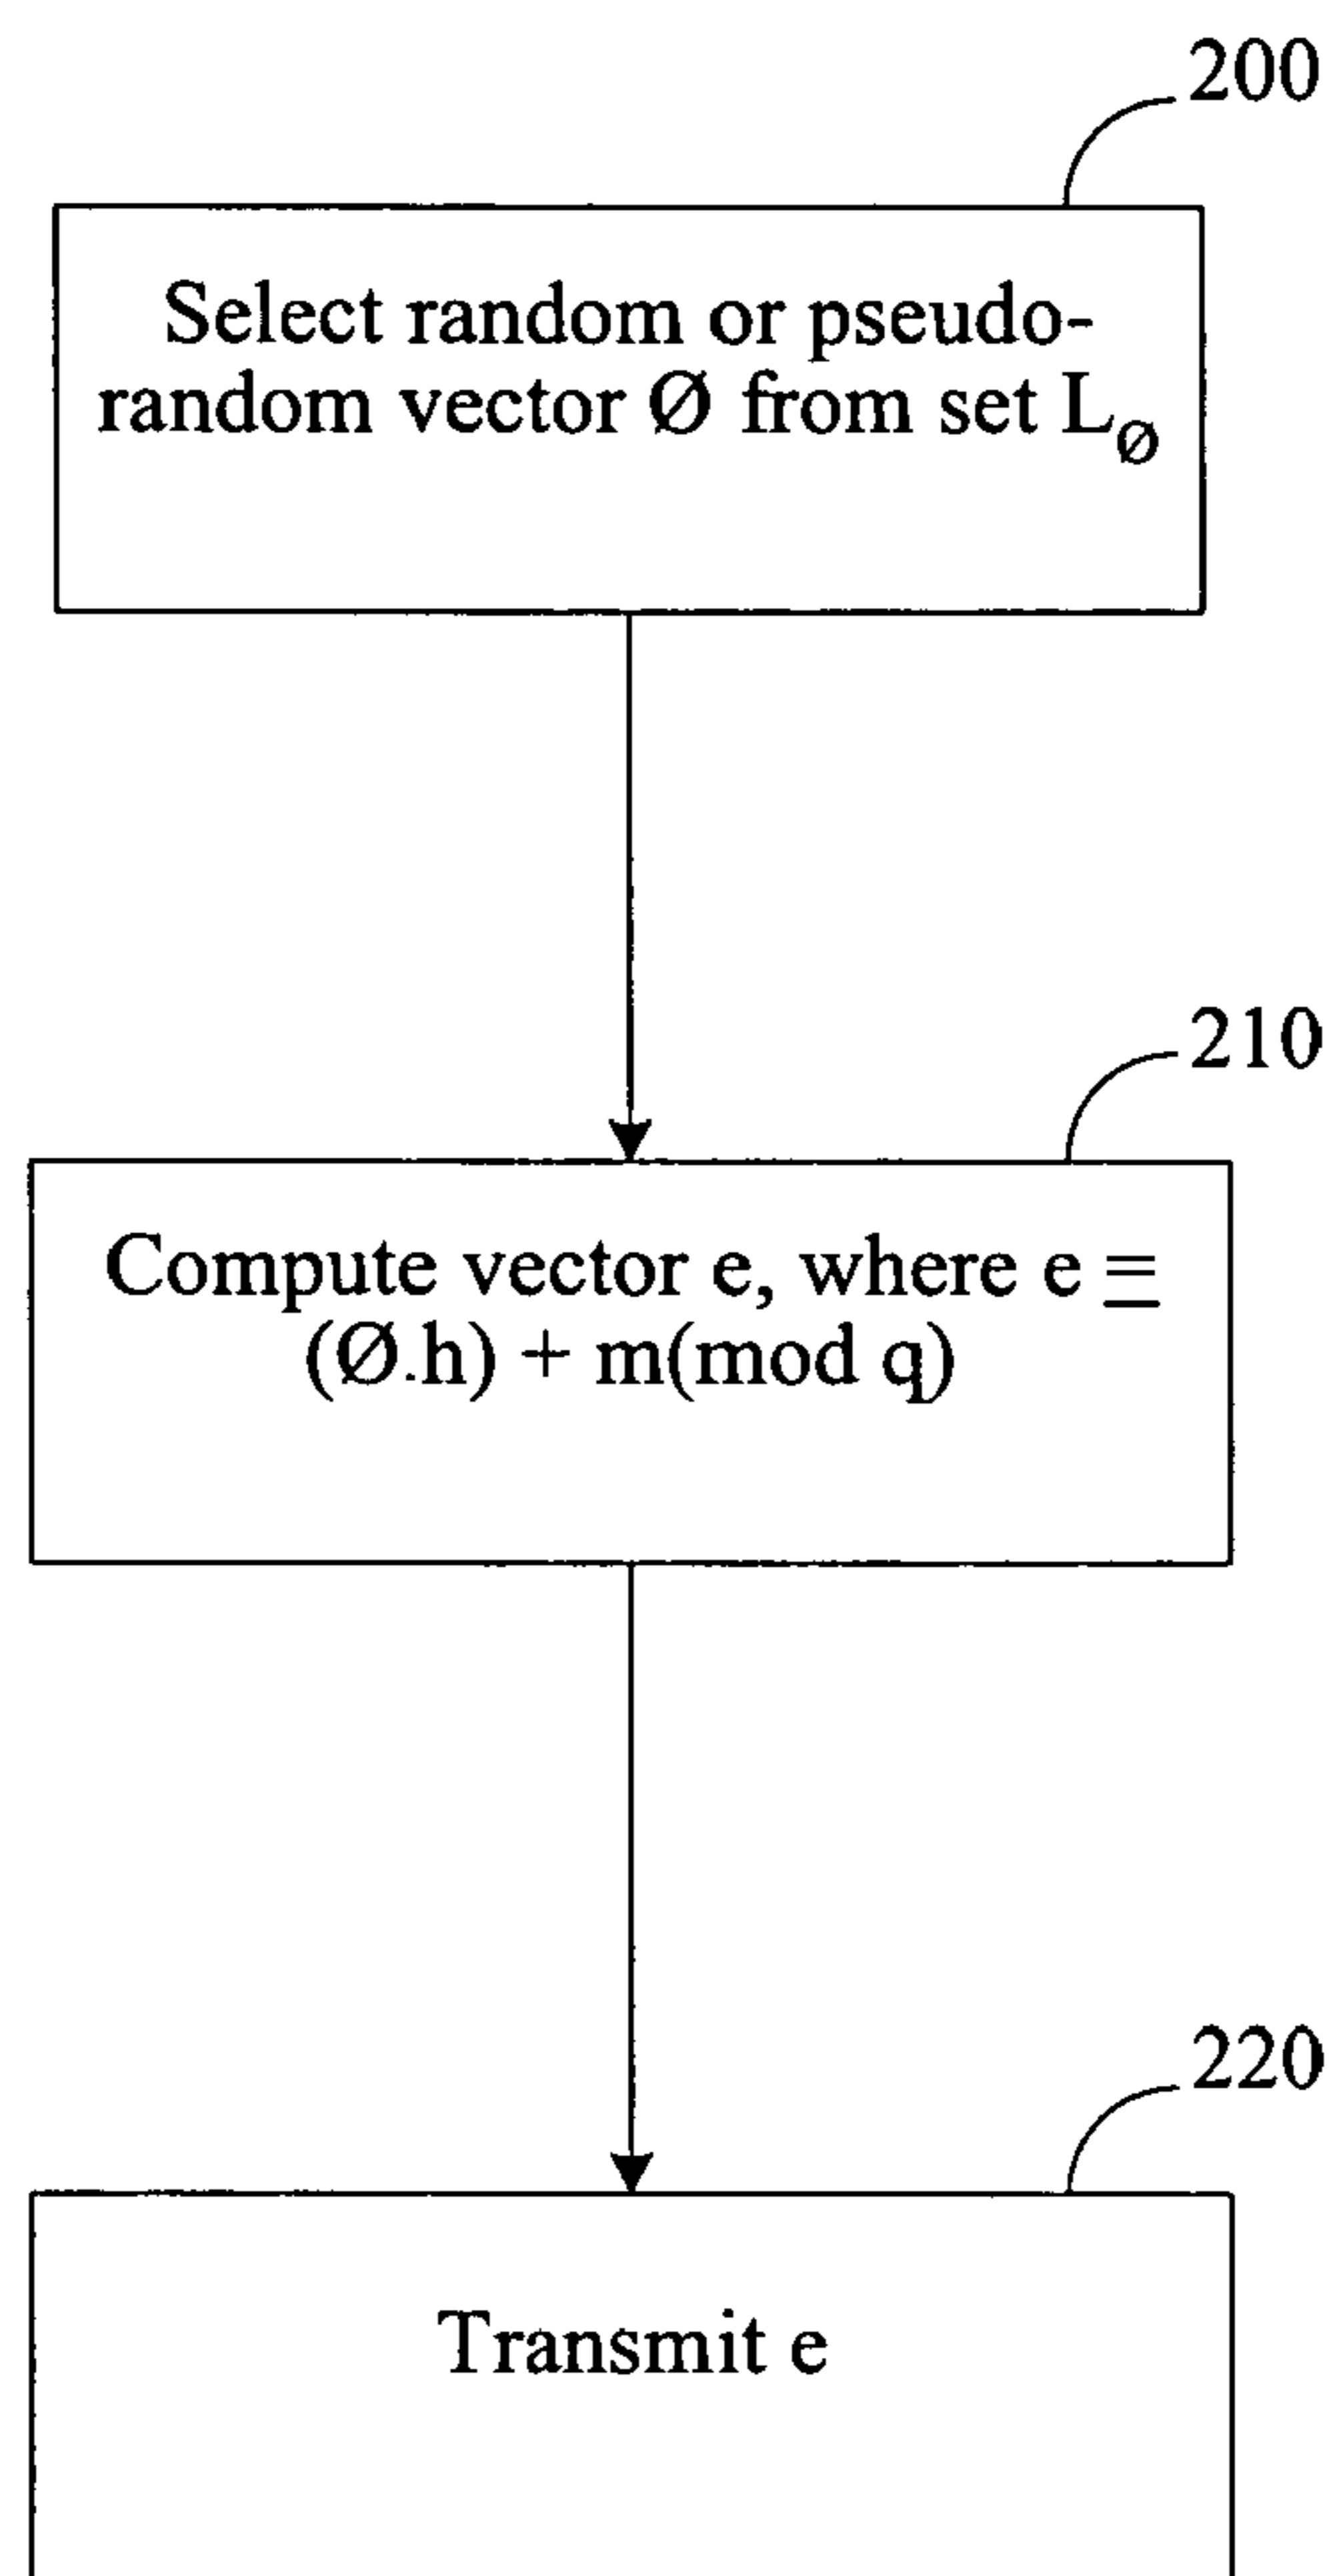 200
Select random or pseudo-
random vector Ø from set LØ
210
Compute vector e, where e ≡
(Ø.h) + m(mod q)
220
Transmit e